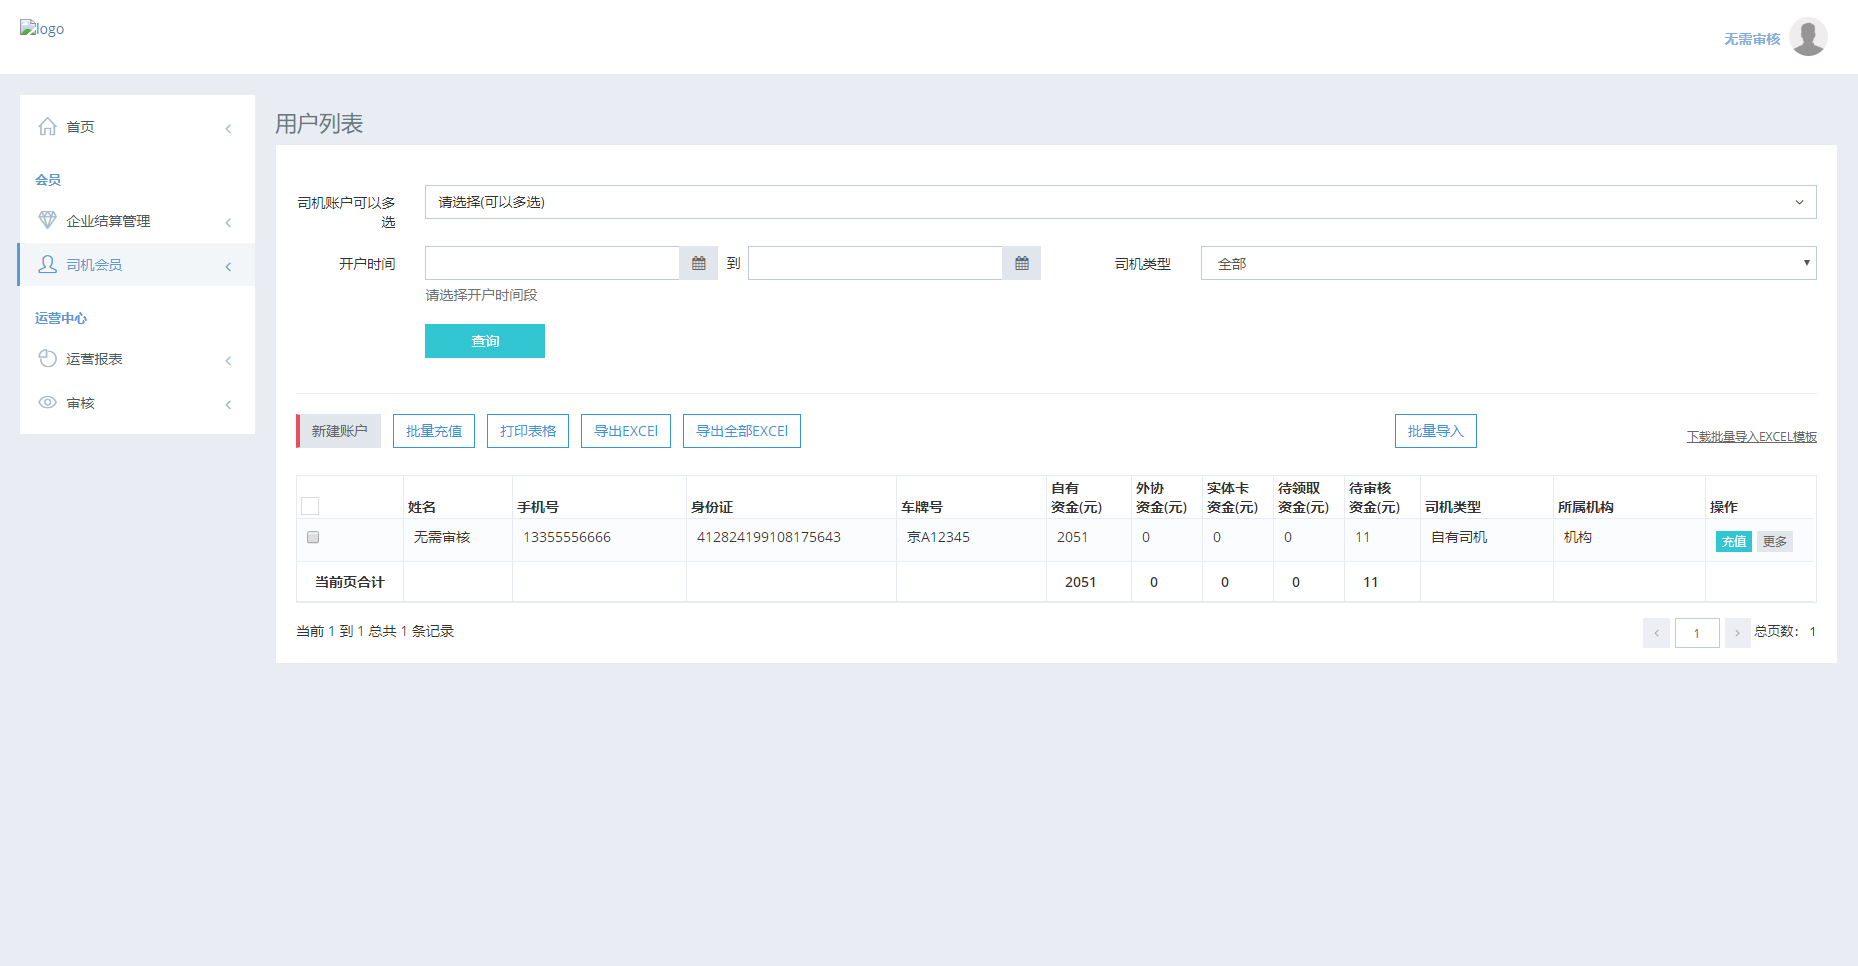 logo
无需审核
首页
会员
企业结算管理
司机会员
运营中心
运营报表
审核
用户列表
司机账户可以多
选
请选择(可以多选)
开户时间
到
司机类型
全部
请选择开户时间段
查询
新建账户
批量充值
打印表格
导出EXCEl
导出全部EXCEl
批量导入
下载批量导入EXCEL模板
姓名 手机号 身份证 车牌号 自有 资金(元) 外协 资金(元) 实体卡 资金(元) 待领取 资金(元) 待审核 资金(元) 司机类型 所属机构 操作
无需审核 13355556666 412824199108175643 京A12345 2051 0 0 0 11 自有司机 机构 充值 更多
当前页合计 2051 0 0 0 11
当前 1 到 1 总共 1 条记录
1
总页数： 1